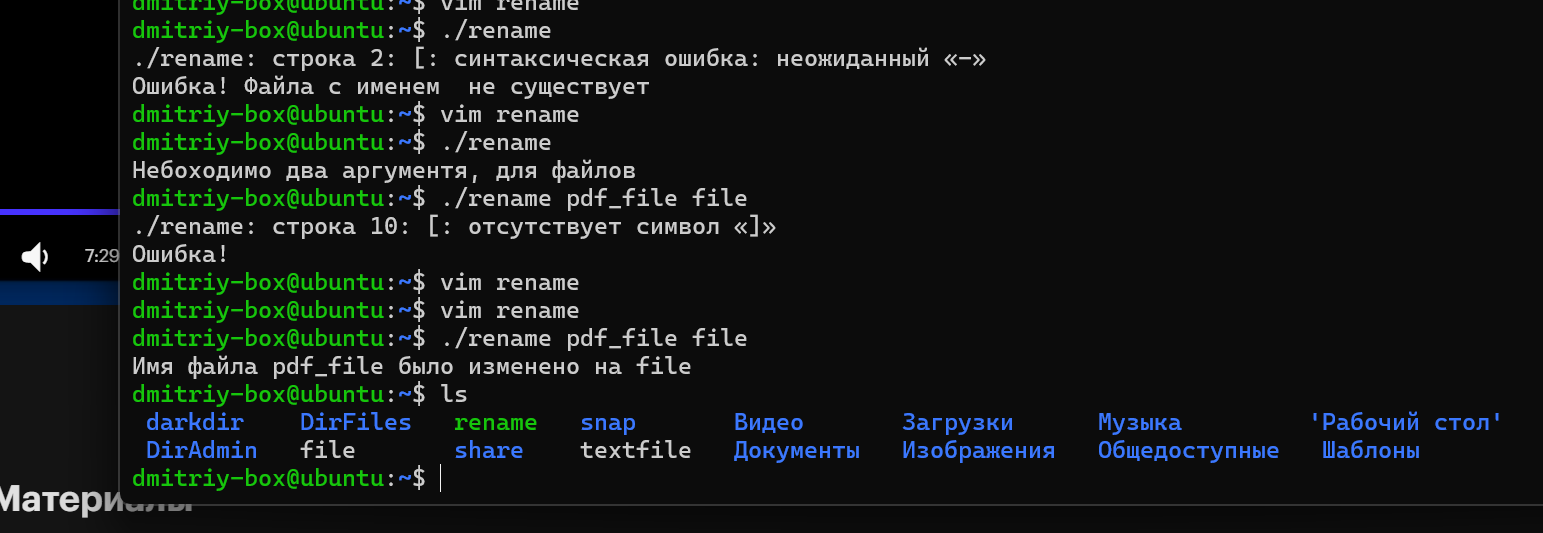 dmitriy-box@ubuntu:~$ vim rename
dmitriy-box@ubuntu:~$ ./rename
./rename: строка 2: [: синтаксическая ошибка: неожиданный «-»
Ошибка! Файла с именем  не существует
dmitriy-box@ubuntu:~$ vim rename
dmitriy-box@ubuntu:~$ ./rename
Небоходимо два аргументя, для файлов
dmitriy-box@ubuntu:~$ ./rename pdf_file file
./rename: строка 10: [: отсутствует символ «]»
Ошибка!
dmitriy-box@ubuntu:~$ vim rename
dmitriy-box@ubuntu:~$ vim rename
dmitriy-box@ubuntu:~$ ./rename pdf_file file
Имя файла pdf_file было изменено на file
dmitriy-box@ubuntu:~$ ls
darkdir DirFiles rename snap Видео Загрузки Музыка 'Рабочий стол'
DirAdmin file share textfile Документы Изображения Общедоступные Шаблоны
dmitriy-box@ubuntu:~$
7:29
Материалы